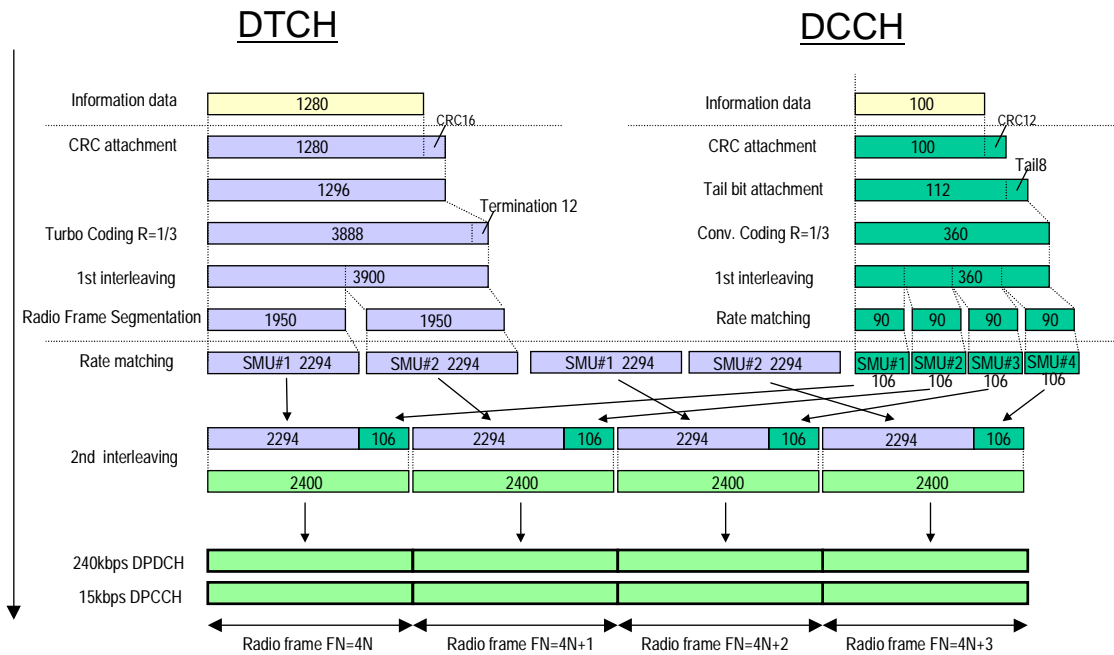 DTCH DCCH
Information data 1280 Information data 100
CRC16 CRC12
CRC attachment 1280 CRC attachment 100
1296 Tail bit attachment 112 Tail8
Termination 12
Turbo Coding R=1/3 3888 Conv. Coding R=1/3 360
1st interleaving 3900 1st interleaving 360
Radio Frame Segmentation 1950 1950 Rate matching 90 90 90 90
Rate matching SMU#1 2294 SMU#2 2294 SMU#1 2294 SMU#2 2294 SMU#1 SMU#2 SMU#3 SMU#4
106 106 106 106
2294 106 2294 106 2294 106 2294 106
2nd interleaving
2400 2400 2400 2400
240kbps DPDCH
15kbps DPCCH
Radio frame FN=4N Radio frame FN=4N+1 Radio frame FN=4N+2 Radio frame FN=4N+3